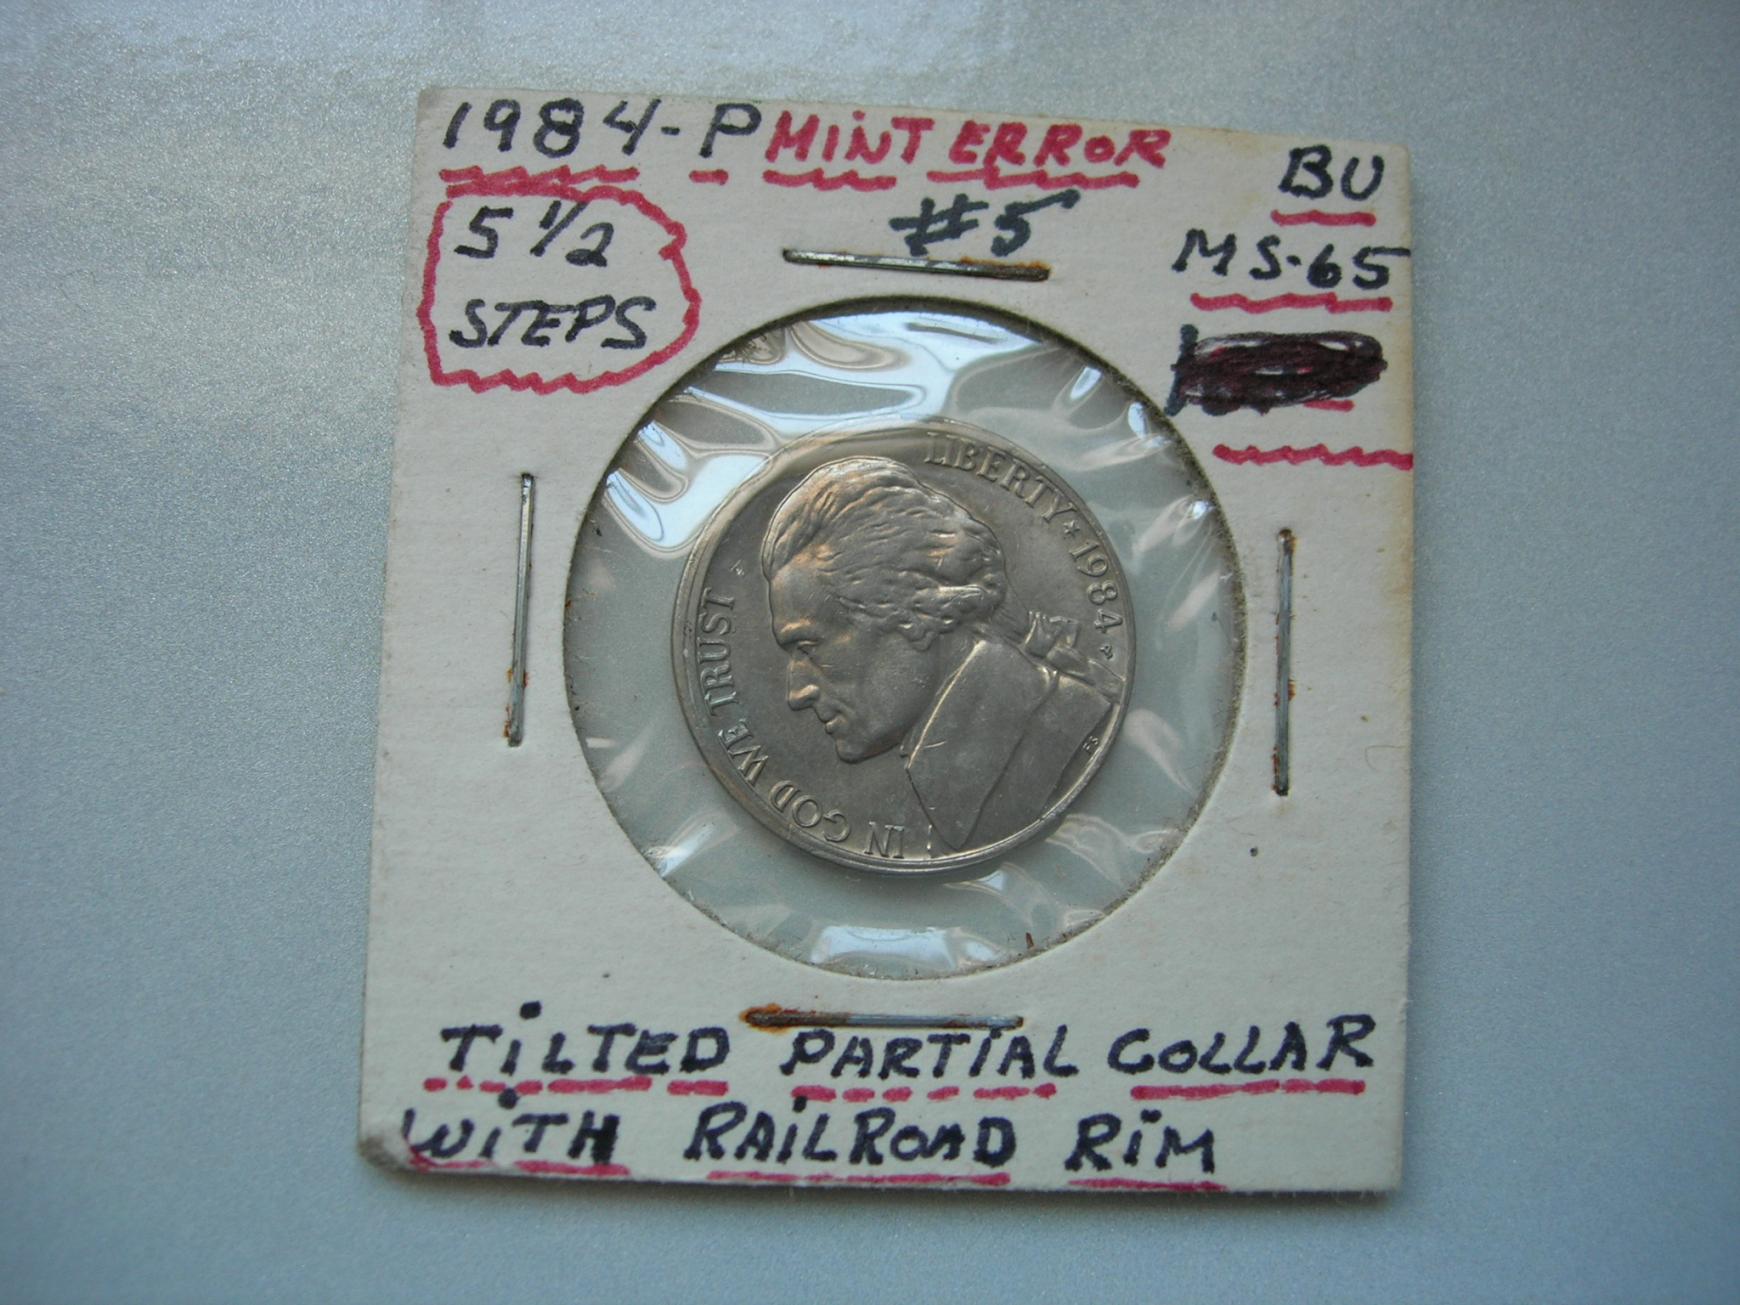 1984-P MiNT ERROR
BU
#5
5 1/2
STEPS
MS-65
LIBERTY * 1984 P
IN GOD WE TRUST
FS
TiLTED PARTiAL COLLAR
WiTH RAiLROAD RiM